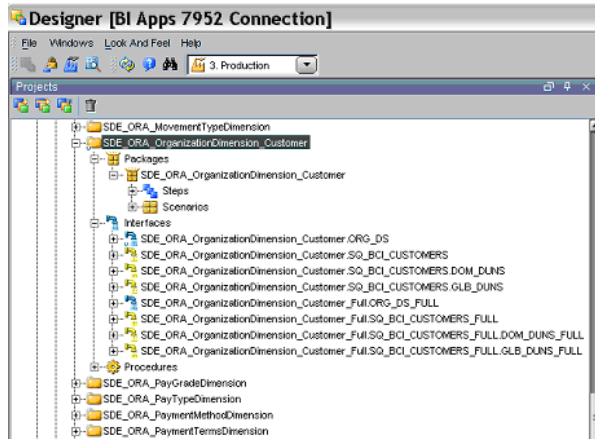 Designer [BI Apps 7952 Connection]
File Windows Look And Feel Help
3. Production
Projects
SDE_ORA_MovementTypeDimension
SDE_ORA_OrganizationDimension_Customer
Packages
SDE_ORA_OrganizationDimension_Customer
Steps
Scenarios
Interfaces
SDE_ORA_OrganizationDimension_Customer.ORG_DS
SDE_ORA_OrganizationDimension_Customer.SQ_BCI_CUSTOMERS
SDE_ORA_OrganizationDimension_Customer.SQ_BCI_CUSTOMERS.DOM_DUNS
SDE_ORA_OrganizationDimension_Customer.SQ_BCI_CUSTOMERS.GLB_DUNS
SDE_ORA_OrganizationDimension_Customer_Full.ORG_DS_FULL
SDE_ORA_OrganizationDimension_Customer_Full.SQ_BCI_CUSTOMERS_FULL
SDE_ORA_OrganizationDimension_Customer_Full.SQ_BCI_CUSTOMERS_FULL.DOM_DUNS_FULL
SDE_ORA_OrganizationDimension_Customer_Full.SQ_BCI_CUSTOMERS_FULL.GLB_DUNS_FULL
Procedures
SDE_ORA_PayGradeDimension
SDE_ORA_PayTypeDimension
SDE_ORA_PaymentMethodDimension
SDE_ORA_PaymentTermsDimension